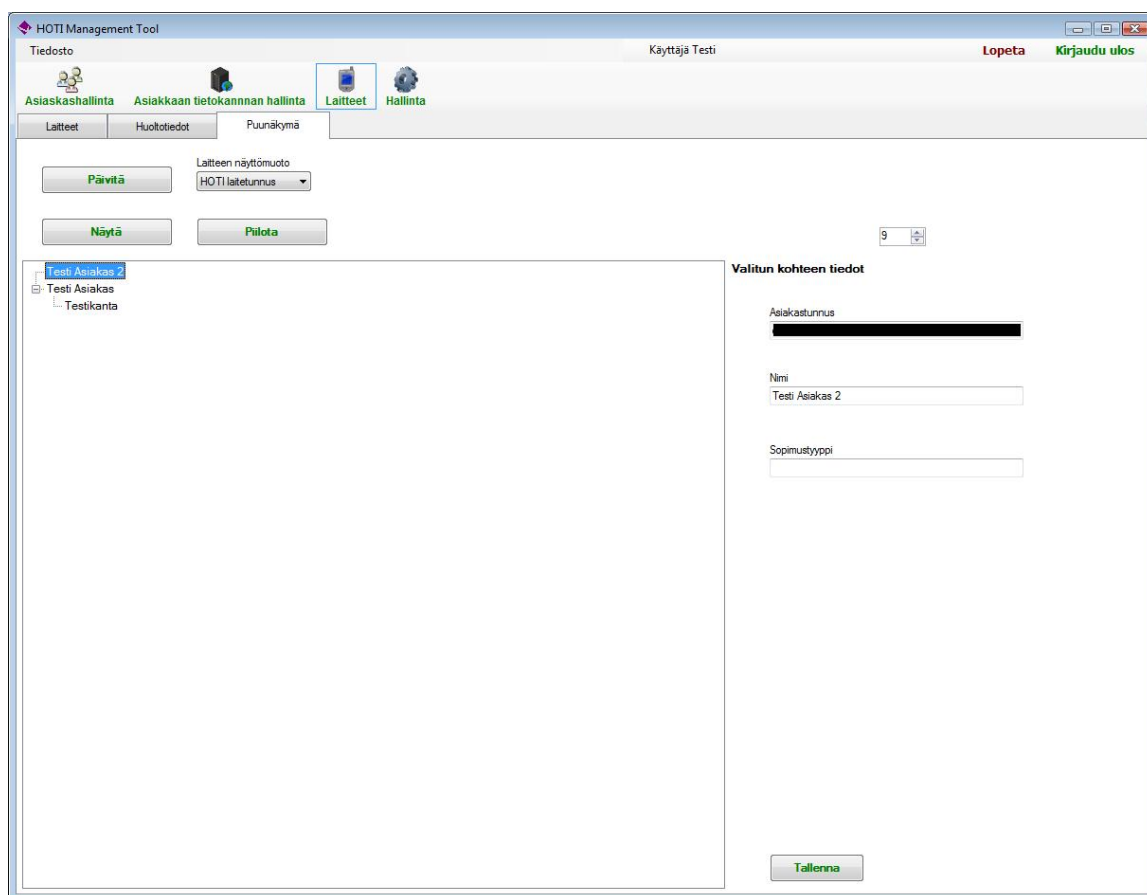 HOTI Management Tool
Tiedosto Käyttäjä Testi Lopeta Kirjaudu ulos
Asiaskashallinta Asiakkaan tietokannnan hallinta Laitteet Hallinta
Laitteet Huoltotiedot Puunäkymä
Laitteen näyttömuoto
Päivitä HOTI laitetunnus
Näytä Piilota 9
Testi Asiakas 2
Testi Asiakas
Testikanta
Valitun kohteen tiedot
Asiakastunnus
Nimi
Testi Asiakas 2
Sopimustyyppi
Tallenna